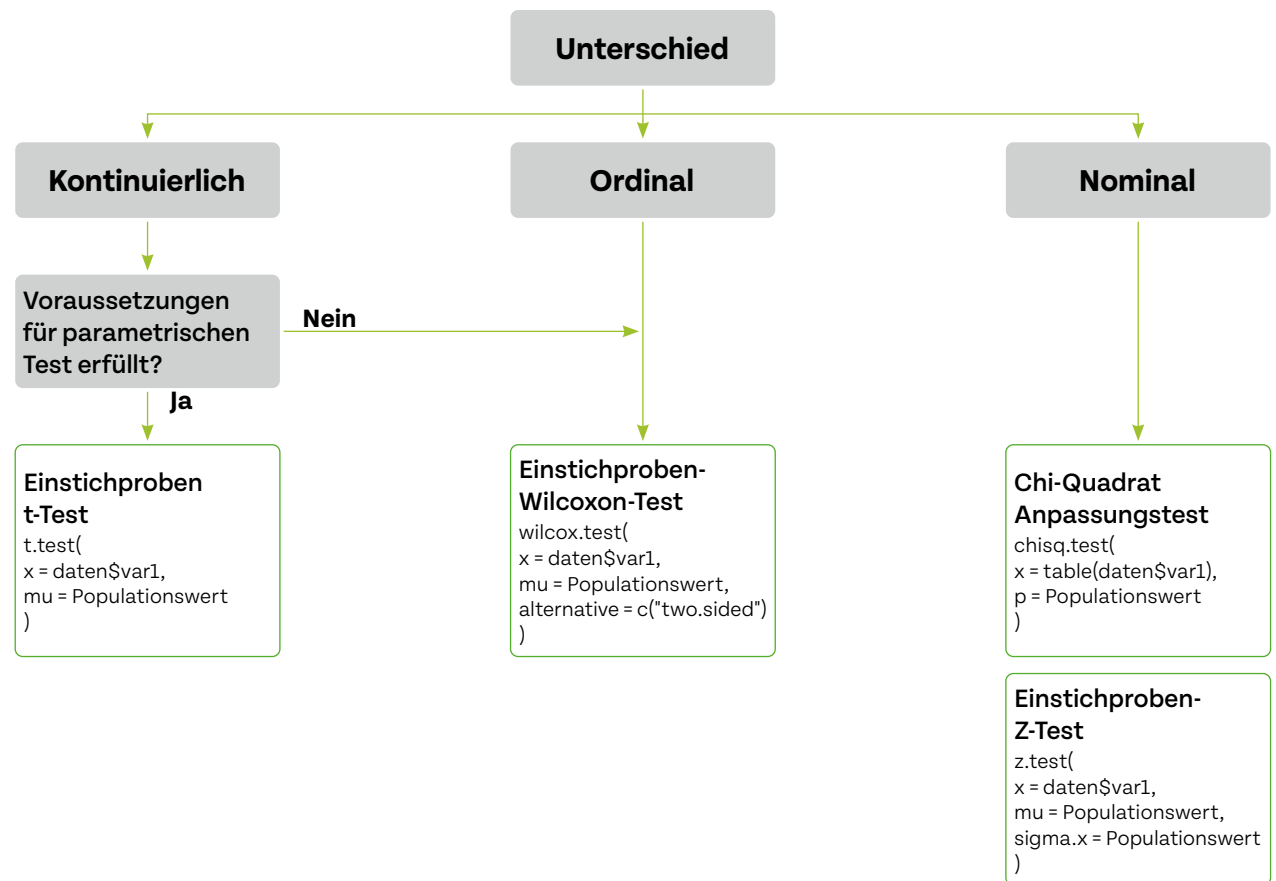 Unterschied
Kontinuierlich
Ordinal
Nominal
Voraussetzungen
für parametrischen
Test erfüllt?
Nein
Ja
Einstichproben
t-Test
t.test(
x = daten$var1,
mu = Populationswert
)
Einstichproben-
Wilcoxon-Test
wilcox.test(
x = daten$var1,
mu = Populationswert,
alternative = c("two.sided")
)
Chi-Quadrat
Anpassungstest
chisq.test(
x = table(daten$var1),
p = Populationswert
)
Einstichproben-
Z-Test
z.test(
x = daten$var1,
mu = Populationswert,
sigma.x = Populationswert
)